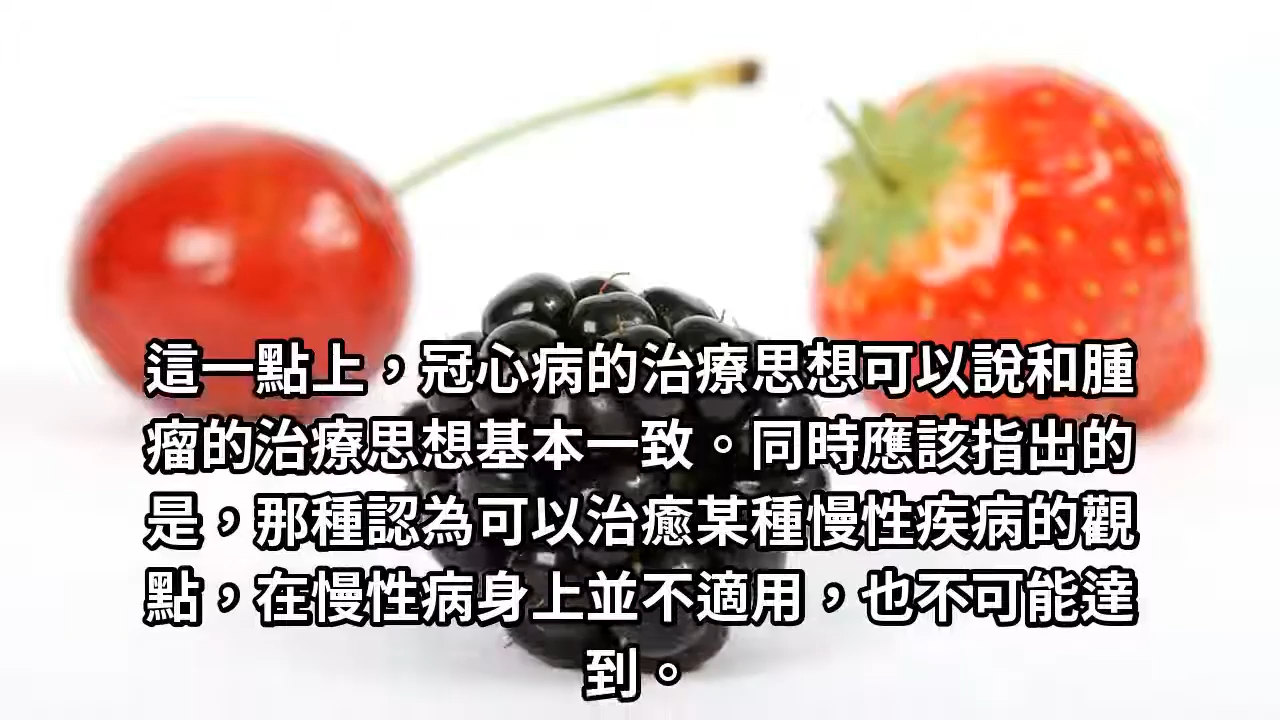 這一點上，冠心病的治療思想可以說和腫
瘤的治療思想基本一致。同時應該指出的
是，那種認為可以治癒某種慢性疾病的觀
點，在慢性病身上並不適用，也不可能達
到。